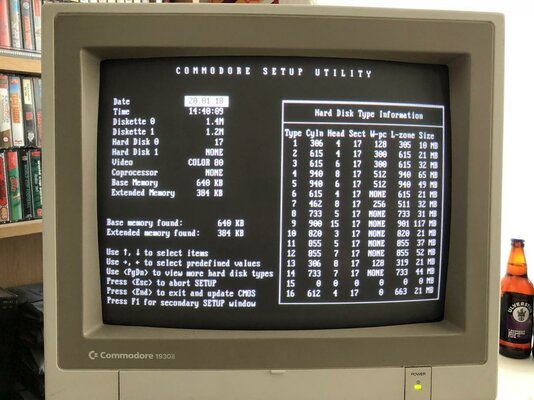 COMMODORE SETUP UTILITY
Date 20.01.18
Time 14:40:09
Diskette 0 1.4M
Diskette 1 1.2M
Hard Disk 0 17
Hard Disk 1 NONE
Video COLOR 80
Coprocessor NONE
Base Memory 640 KB
Extended Memory 384 KB
Base memory found: 640 KB
Extended memory found: 384 KB
Use ↑, ↓ to select items
Use to select predefined values
Use (PgDn) to view more hard disk types
Press (Esc) to abort SETUP
Press (End) to exit and update CMOS
Press F1 for secondary SETUP window
Hard Disk Type Information
Type Cyln Head Sect W-pc L-zone Size
1 306 4 17 128 305 10 MB
2 615 4 17 300 615 21 MB
3 615 6 17 300 615 32 MB
4 940 8 17 512 940 65 MB
5 940 6 17 512 940 49 MB
6 615 4 17 NONE 615 21 MB
7 462 8 17 256 511 32 MB
8 733 5 17 NONE 733 31 MB
9 900 15 17 NONE 901 117 MB
10 820 3 17 NONE 820 21 MB
11 855 5 17 NONE 855 37 MB
12 855 7 17 NONE 855 52 MB
13 306 8 17 128 319 21 MB
14 733 7 17 NONE 733 44 MB
15 0 0 0 0 0 0 MB
16 612 4 17 0 663 21 MB
Commodore 1930II
POWER